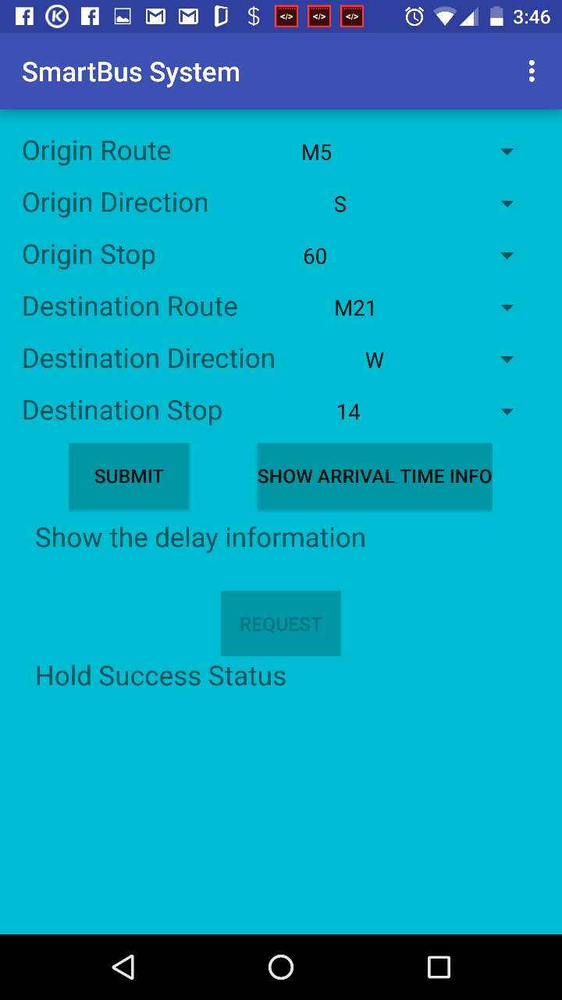 3:46
SmartBus System
Origin Route M5
Origin Direction S
Origin Stop 60
Destination Route M21
Destination Direction W
Destination Stop 14
SUBMIT SHOW ARRIVAL TIME INFO
Show the delay information
REQUEST
Hold Success Status